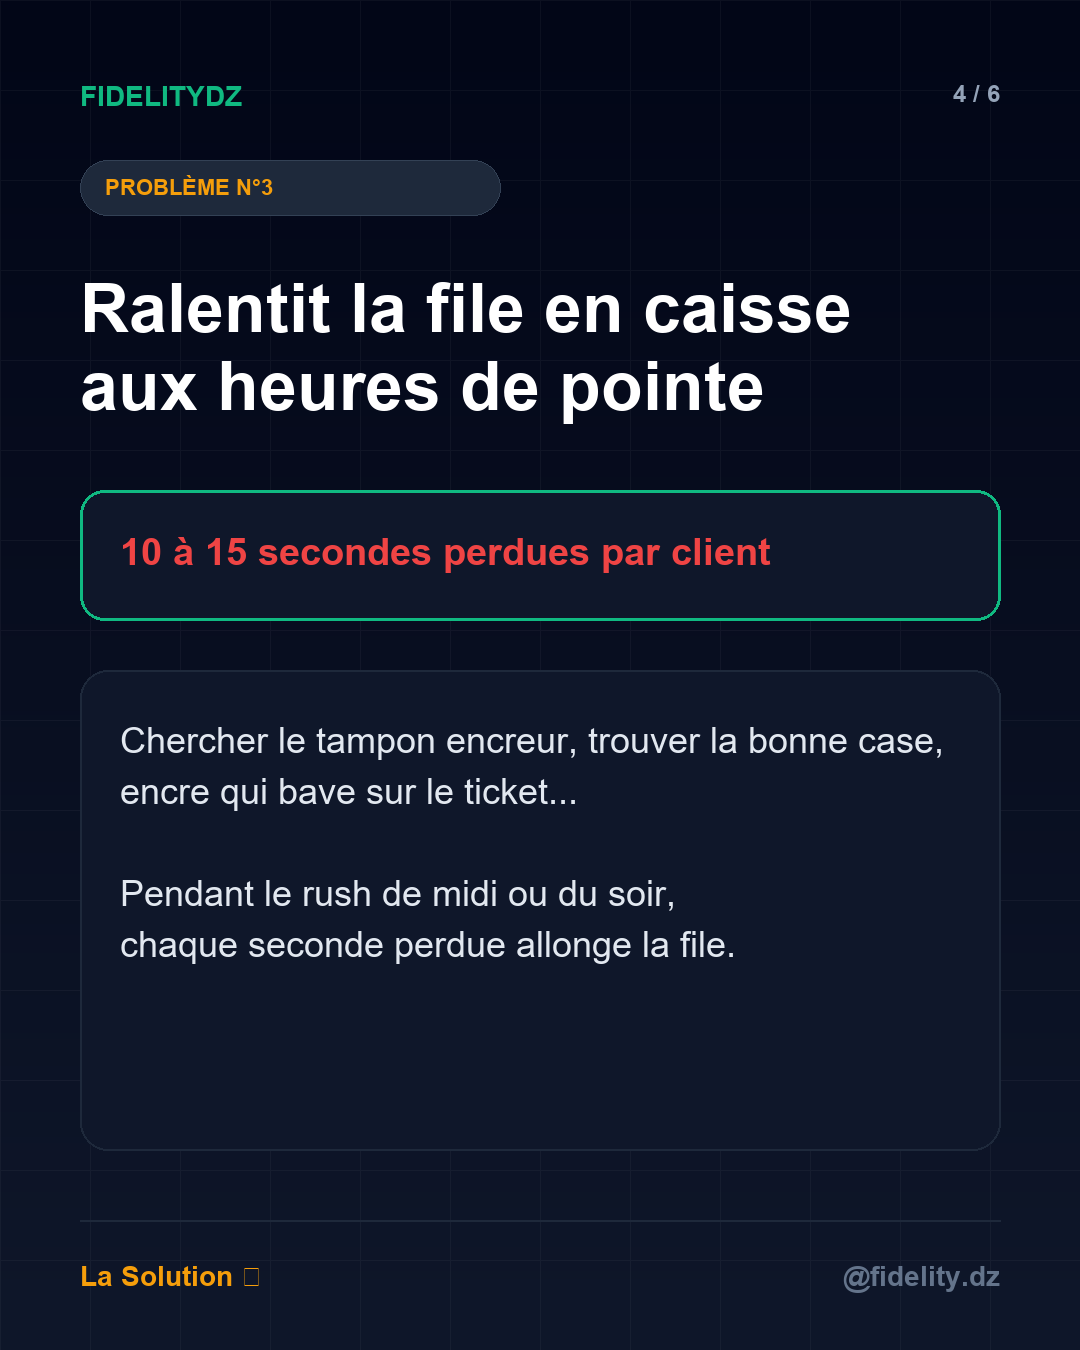 FIDELITYDZ
4 / 6
PROBLÈME N°3
Ralentit la file en caisse
aux heures de pointe
10 à 15 secondes perdues par client
Chercher le tampon encreur, trouver la bonne case,
encre qui bave sur le ticket...
Pendant le rush de midi ou du soir,
chaque seconde perdue allonge la file.
La Solution
@fidelity.dz